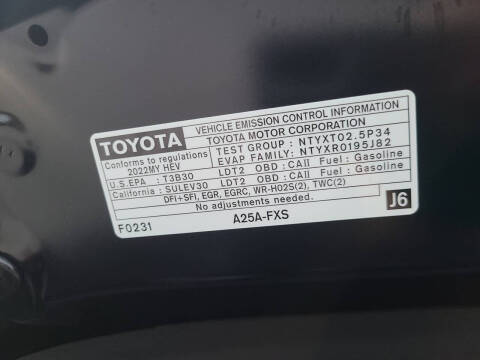 TOYOTA VEHICLE EMISSION CONTROL INFORMATION
TOYOTA MOTOR CORPORATION
Conforms to regulations TEST GROUP : NTYXT02.5P34
2022MY HEV EVAP FAMILY: NTYXR0195J82
U.S.EPA : T3B30 LDT2 OBD : CAII Fuel : Gasoline
California : SULEV30 LDT2 OBD : CAII Fuel : Gasoline
DFI+SFI, EGR, EGRC, WR-HO2S(2), TWC(2)
No adjustments needed.
F0231 A25A-FXS J6